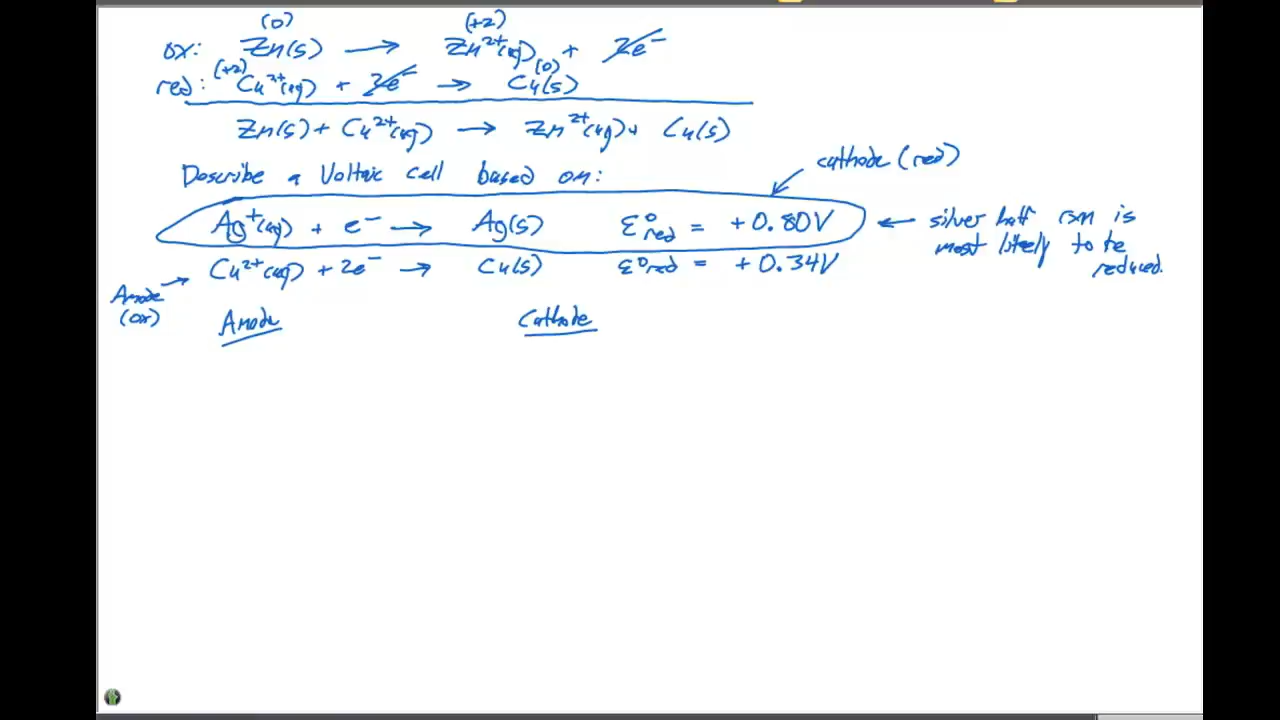 (0) (+2)
ox: Zn(s) → Zn²⁺(aq) + 2e⁻
(+2) (0)
red: Cu²⁺(aq) + 2e⁻ → Cu(s)
Zn(s) + Cu²⁺(aq) → Zn²⁺(aq) + Cu(s)
cathode (red)
Describe a Voltaic cell based on:
Ag⁺(aq) + e⁻ → Ag(s) ε°red = +0.80V ← silver half rxn is
most likely to be
reduced.
Cu²⁺(aq) + 2e⁻ → Cu(s) ε°red = +0.34V
Anode →
(ox)
Anode Cathode